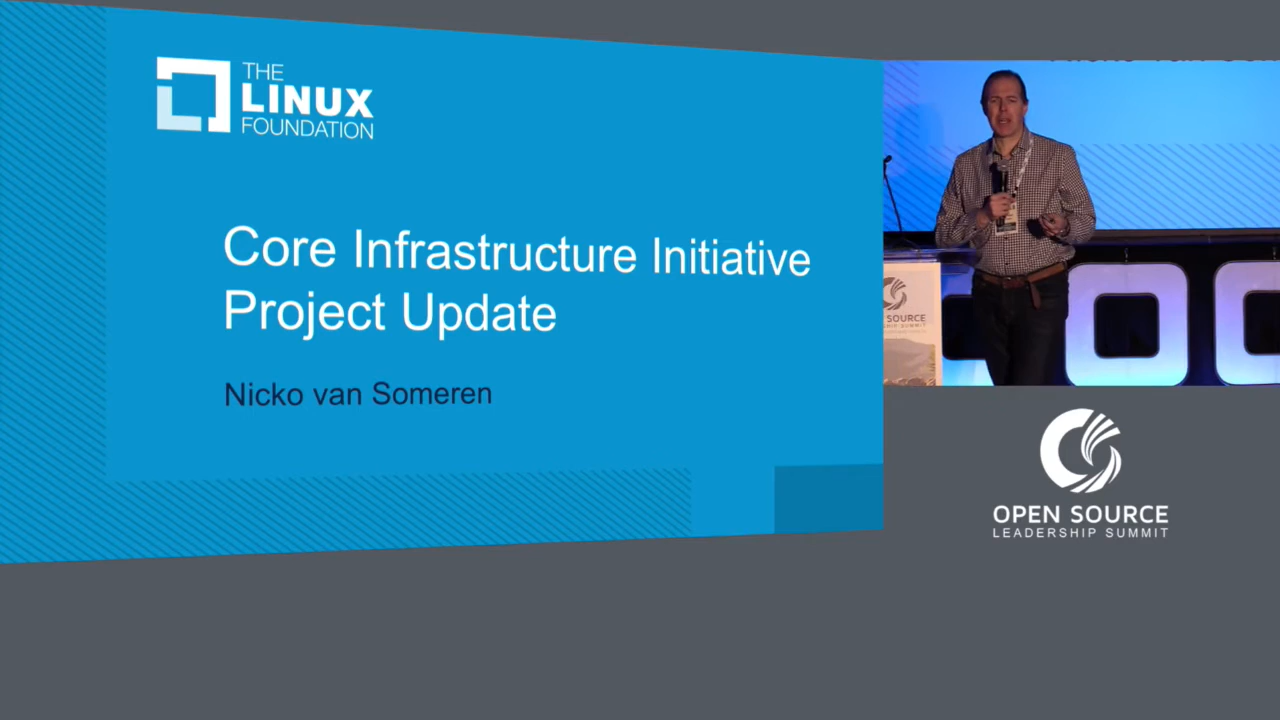 THE
LINUX
FOUNDATION
Core Infrastructure Initiative
Project Update
Nicko van Someren
OPEN SOURCE
LEADERSHIP SUMMIT